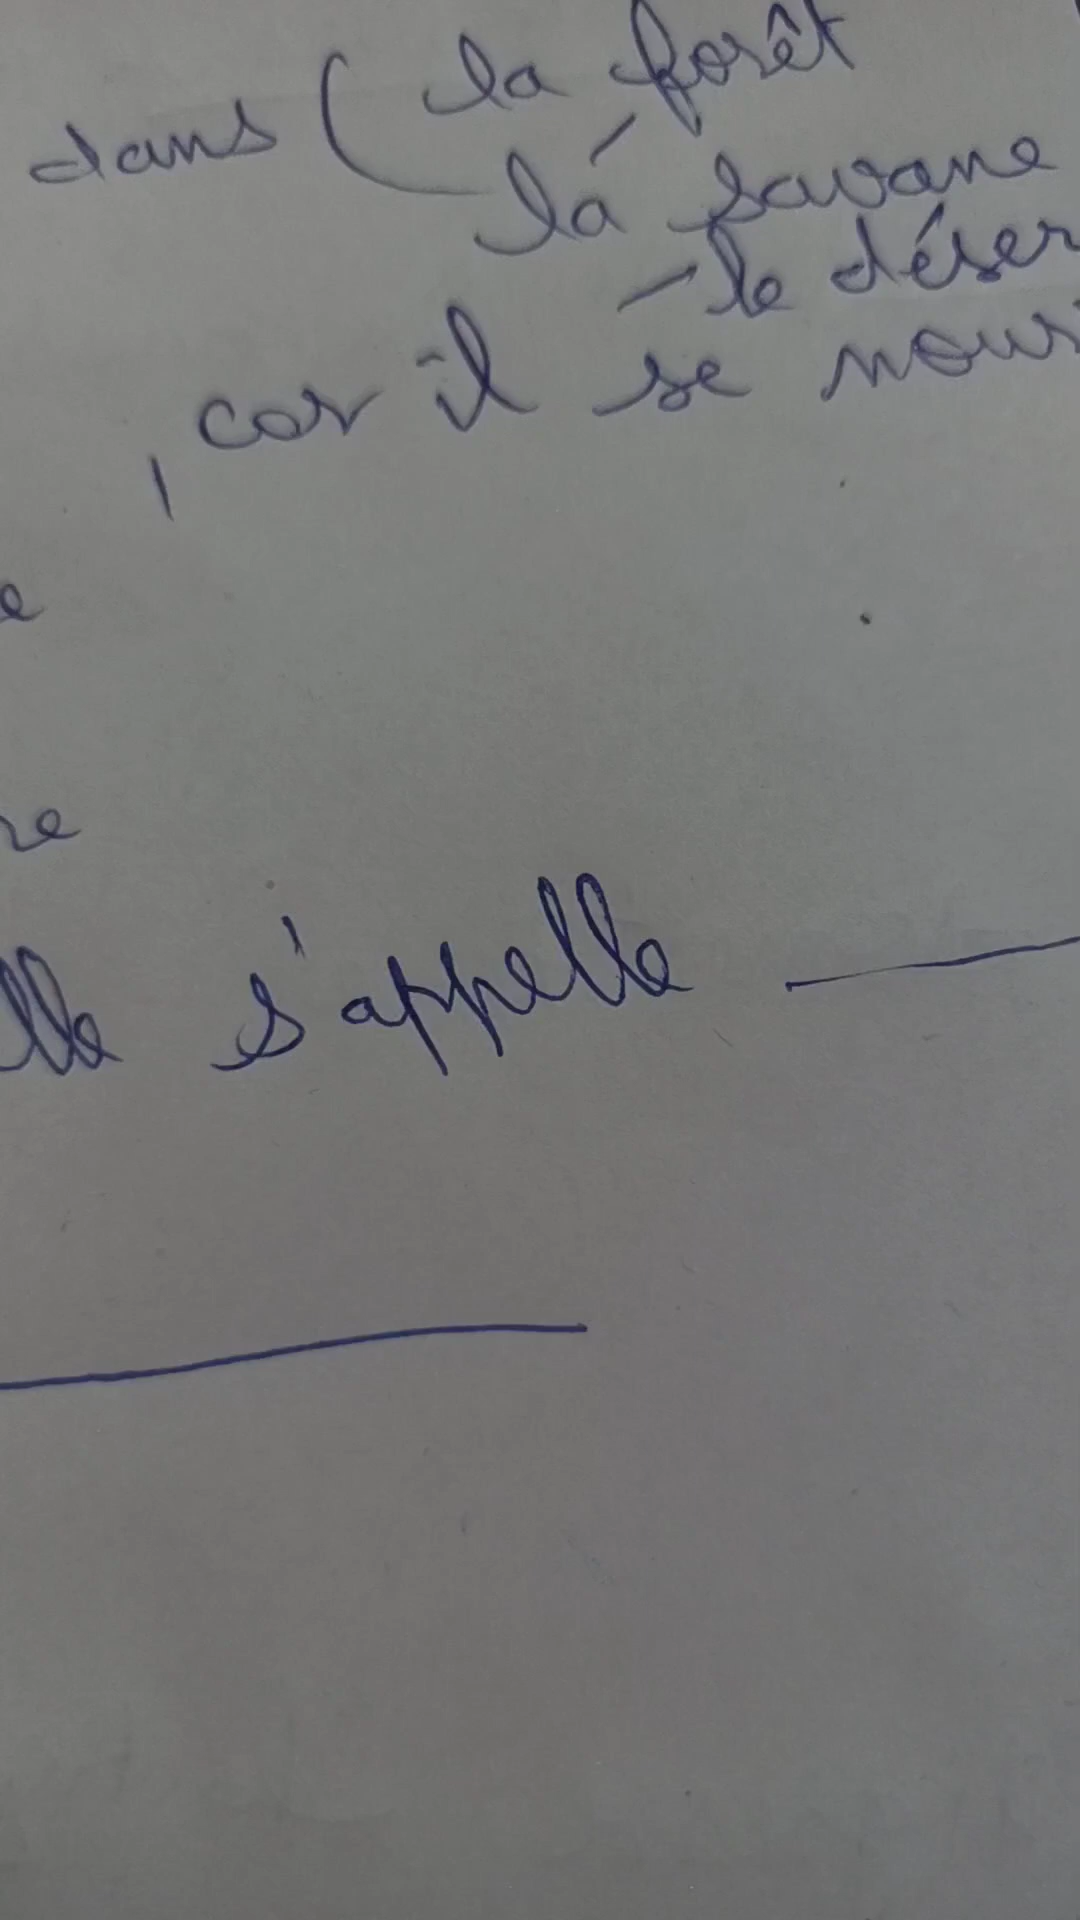 dans ( la forêt
- la savane
- le déser
, car il se nour
e
re
lle s'appelle